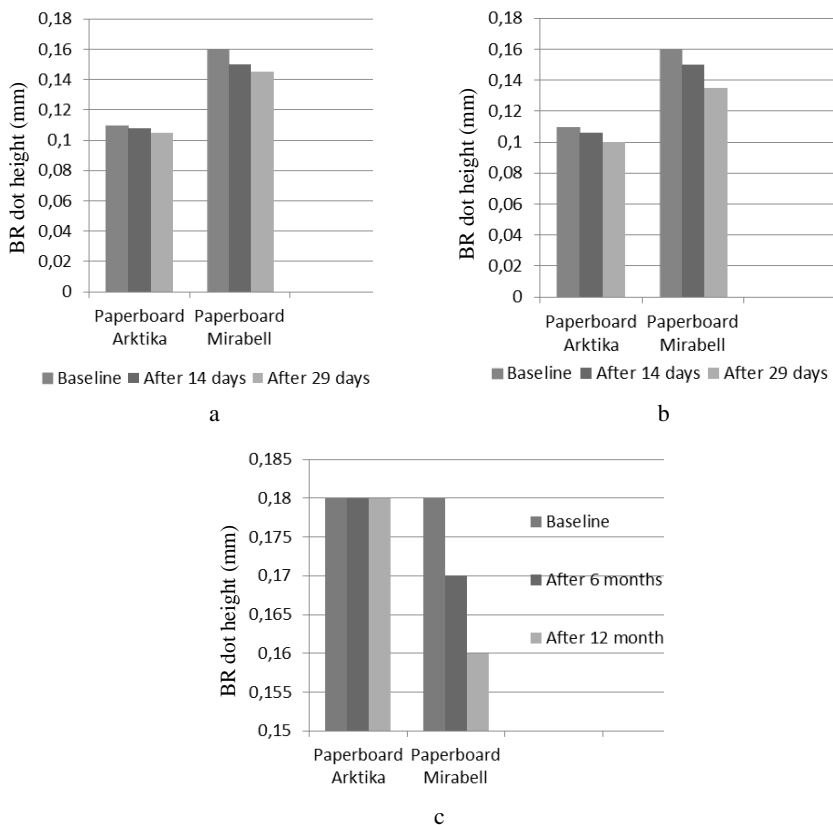 0,18
0,16
0,14
0,12
0,1
0,08
0,06
0,04
0,02
0
BR dot height (mm)
Paperboard Arktika
Paperboard Mirabell
Baseline After 14 days After 29 days
a
0,18
0,16
0,14
0,12
0,1
0,08
0,06
0,04
0,02
0
BR dot height (mm)
Paperboard Arktika
Paperboard Mirabell
Baseline After 14 days After 29 days
b
0,185
0,18
0,175
0,17
0,165
0,16
0,155
0,15
BR dot height (mm)
Baseline
After 6 months
After 12 month
Paperboard Arktika
Paperboard Mirabell
c